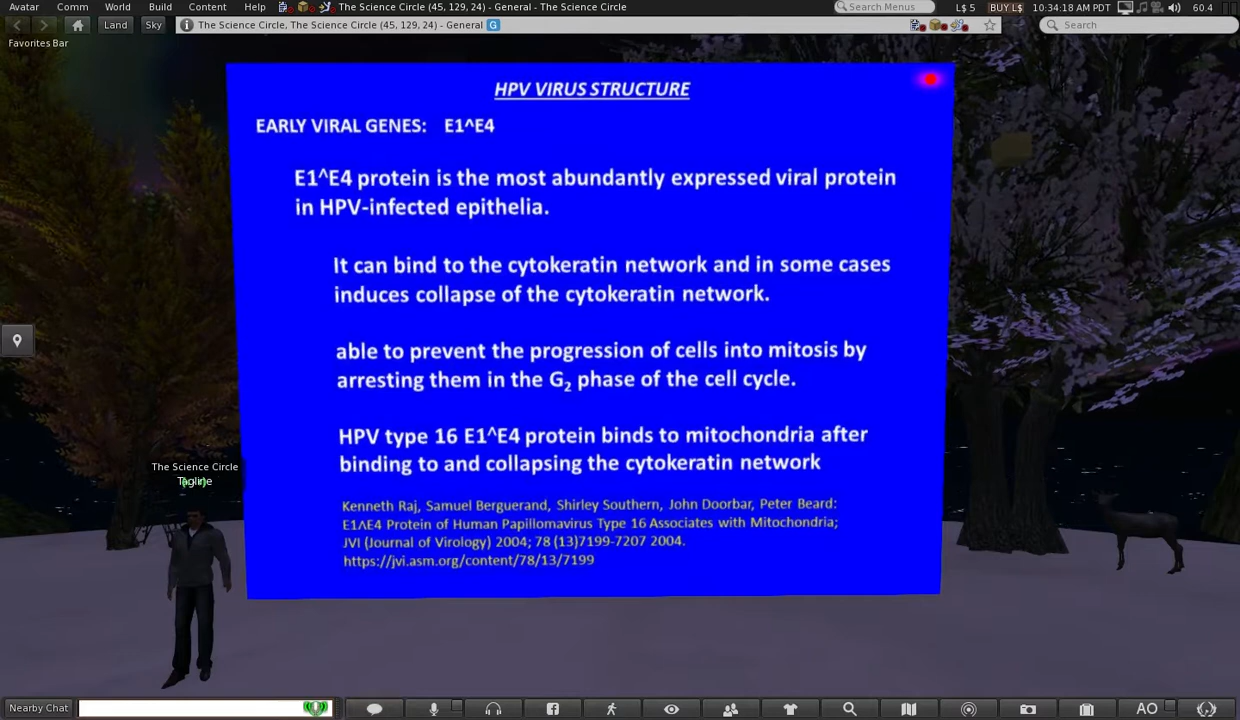 Avatar Comm World Build Content Help The Science Circle, The Science Circle (45, 129, 24) - General - The Science Circle Search Menus L$ 5 BUY L$ 10:34:18 AM PDT 60.4
Land Sky The Science Circle, The Science Circle (45, 129, 24) - General G Search
Favorites Bar
HPV VIRUS STRUCTURE
EARLY VIRAL GENES: E1^E4
E1^E4 protein is the most abundantly expressed viral protein
in HPV-infected epithelia.
It can bind to the cytokeratin network and in some cases
induces collapse of the cytokeratin network.
able to prevent the progression of cells into mitosis by
arresting them in the G₂ phase of the cell cycle.
HPV type 16 E1^E4 protein binds to mitochondria after
binding to and collapsing the cytokeratin network
Kenneth Raj, Samuel Berguerand, Shirley Southern, John Doorbar, Peter Beard:
E1ΛE4 Protein of Human Papillomavirus Type 16 Associates with Mitochondria;
JVI (Journal of Virology) 2004; 78 (13)7199-7207 2004.
https://jvi.asm.org/content/78/13/7199
The Science Circle
Tagline
Nearby Chat AO